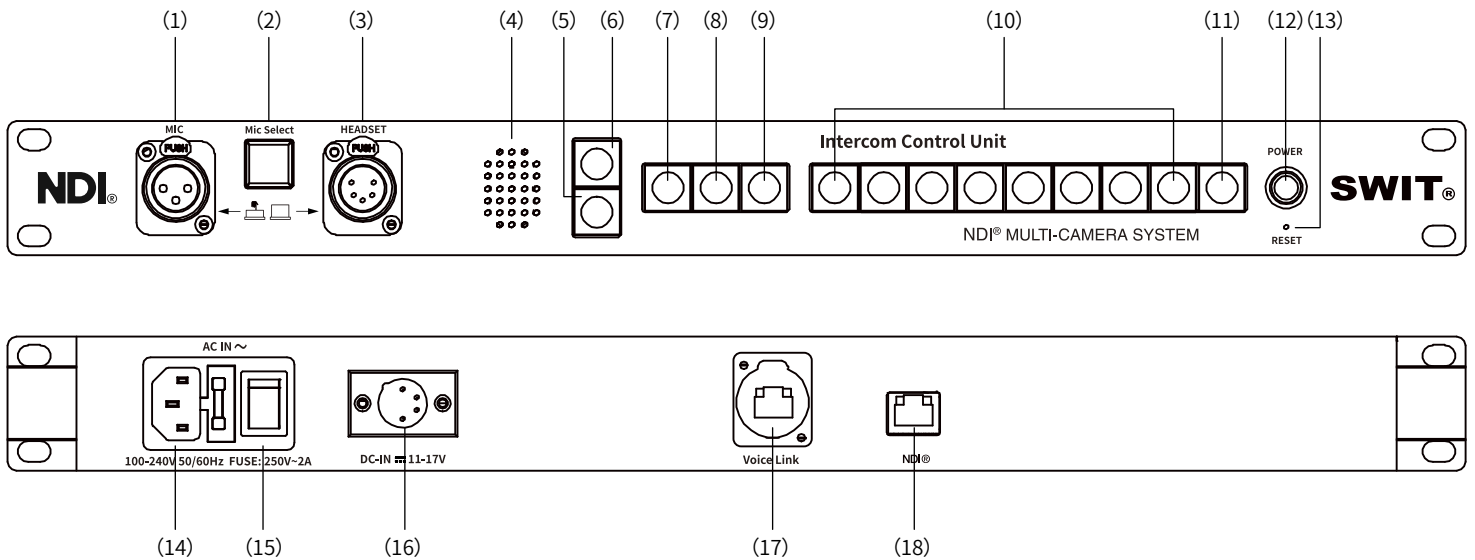 (1) (2) (3) (4) (5) (6) (7) (8) (9) (10) (11) (12) (13)
MIC Mic Select HEADSET
PUSH PUSH
Intercom Control Unit
POWER
NDI® SWIT®
NDI® MULTI-CAMERA SYSTEM
RESET
AC IN ~
100-240V 50/60Hz FUSE: 250V~2A
DC-IN ⎓ 11-17V
Voice Link
NDI®
(14) (15) (16) (17) (18)